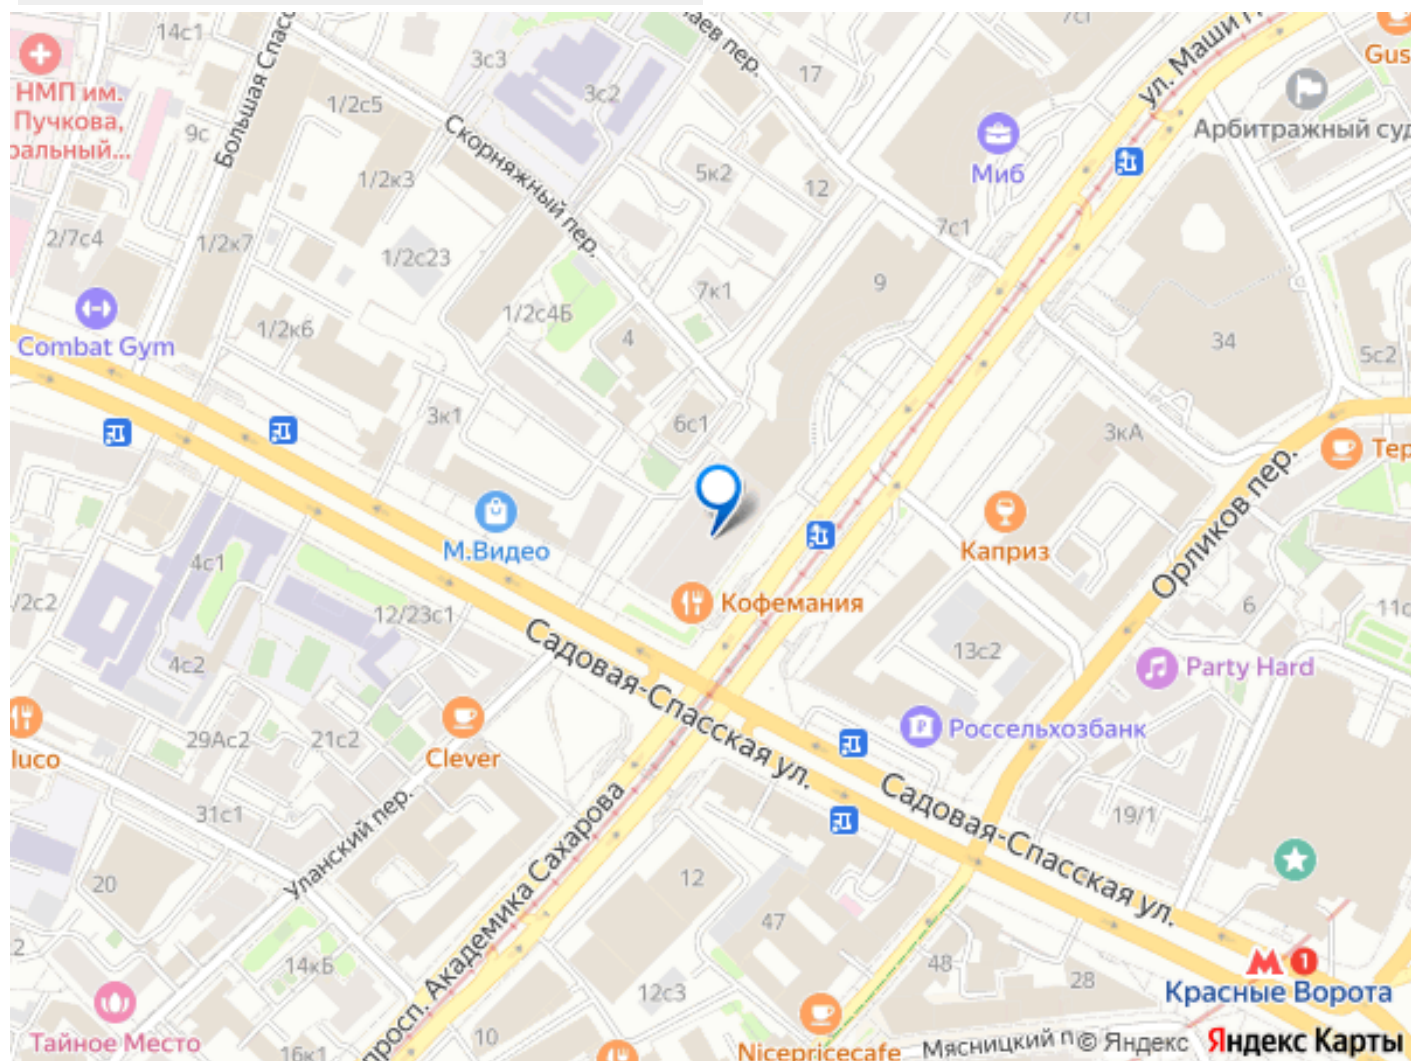 14с1
Большая Спасс
3с3
3с2
аев пер.
17
7с1
ул. Маши
Gus
НМП им.
Пучкова,
ральный...
9с
1/2с5
Скорняжный пер.
Арбитражный суд
Миб
1/2к3
5к2
12
7с1
2/7с4
1/2к7
1/2с23
9
7к1
1/2с4Б
Combat Gym
1/2к6
4
34
5с2
3к1
6с1
3кА
Тер
Орликов пер.
М.Видео
Каприз
4с1
/2с2
12/23с1
Кофемания
6
11с
Садовая-Спасская ул.
4с2
13с2
Party Hard
luco
29Ас2
21с2
Clever
Россельхозбанк
31с1
Уланский пер.
просп. Академика Сахарова
Садовая-Спасская ул.
19/1
20
12
47
2
14кБ
48
28
1
Красные Ворота
12с3
Тайное Место
16к1
10
Nicepricecafe
Мясницкий п
© Яндекс
Яндекс Карты